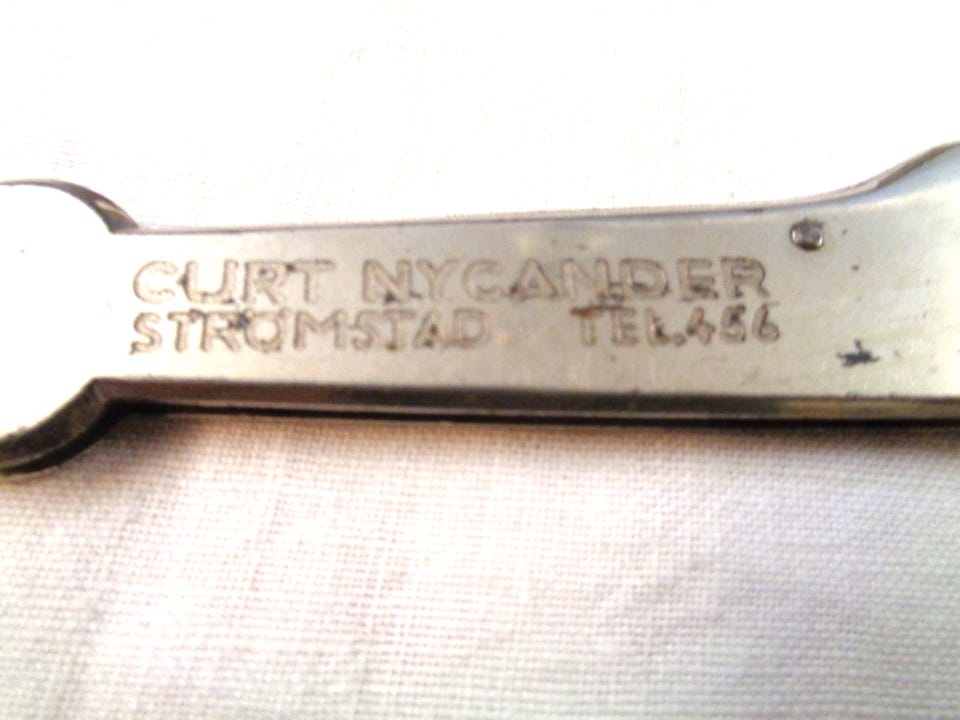 CURT NYCANDER
STRÖMSTAD TEL.456